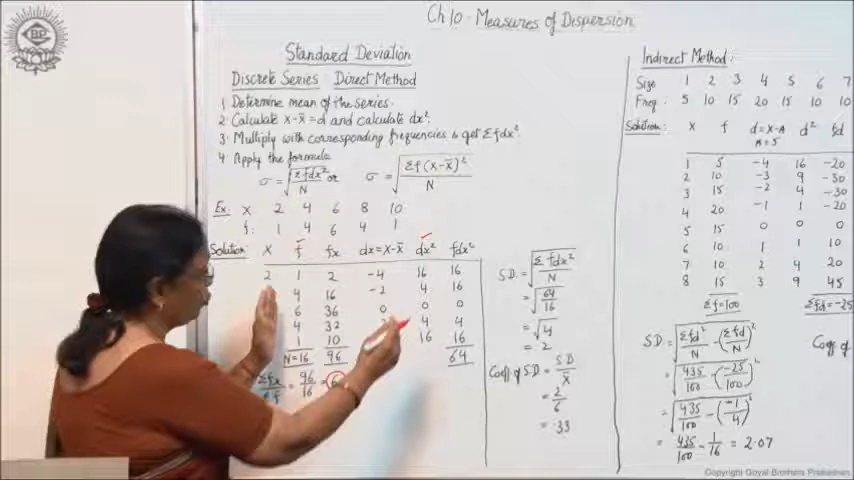 Ch 10 - Measures of Dispersion
Standard Deviation
Discrete Series Direct Method
1 Determine mean of the series.
2 Calculate x-x̄ = d and calculate dx².
3. Multiply with corresponding frequencies to get Σfdx².
4 Apply the formula
σ = √(Σfdx²/N) or σ = √(Σf(x-x̄)²/N)
Ex: x 2 4 6 8 10
f: 1 4 6 4 1
Solution: x f fx dx=x-x̄ dx² fdx²
2 1 2 -4 16 16
4 16 -2 4 16
6 36 0 0 0
4 32 4 4
1 10 16 16
N=16 96 64
Σfx/Σf = 96/16 = 6
S.D. = √(Σfdx²/N)
= √(64/16)
= √4
= 2
Coeff of S.D = S.D/x̄
= 2/6
= .33
Indirect Method:
Size 1 2 3 4 5 6 7
Freq. 5 10 15 20 15 10 10
Solution: x f d=x-A d² fd
A=5
1 5 -4 16 -20
2 10 -3 9 -30
3 15 -2 4 -30
4 20 -1 1 -20
5 15 0 0 0
6 10 1 1 10
7 10 2 4 20
8 15 3 9 45
Σf=100 Σfd=-25
S.D = √(Σfd²/N - (Σfd/N)²)
= √(435/100 - (-25/100)²)
= √(435/100 - (-1/4)²)
= 435/100 - 1/16 = 2.07
Coeff of
Copyright Goyal Brothers Prakashan